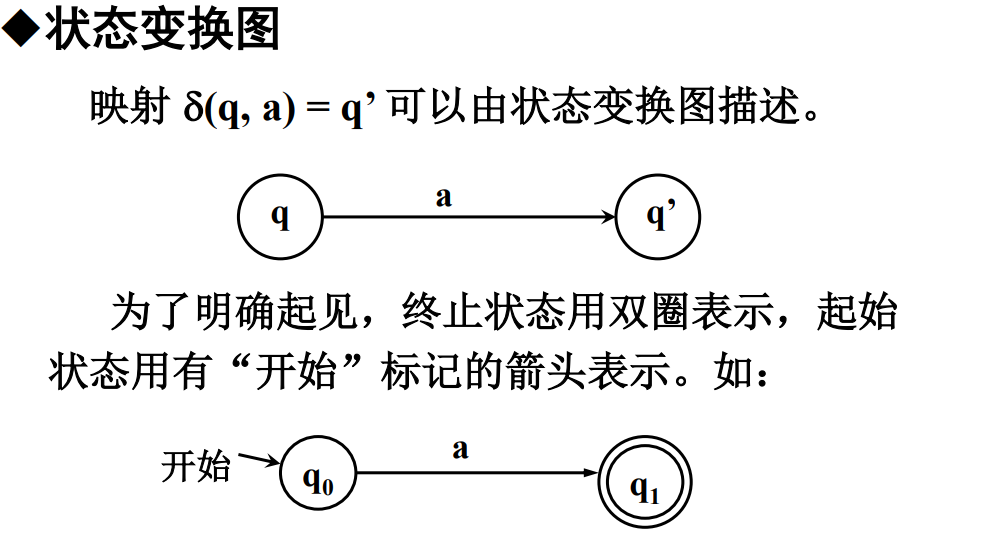 ◆状态变换图
映射 δ(q, a) = q’ 可以由状态变换图描述。
q a q’
为了明确起见，终止状态用双圈表示，起始
状态用有“开始”标记的箭头表示。如：
开始 q₀ a q₁